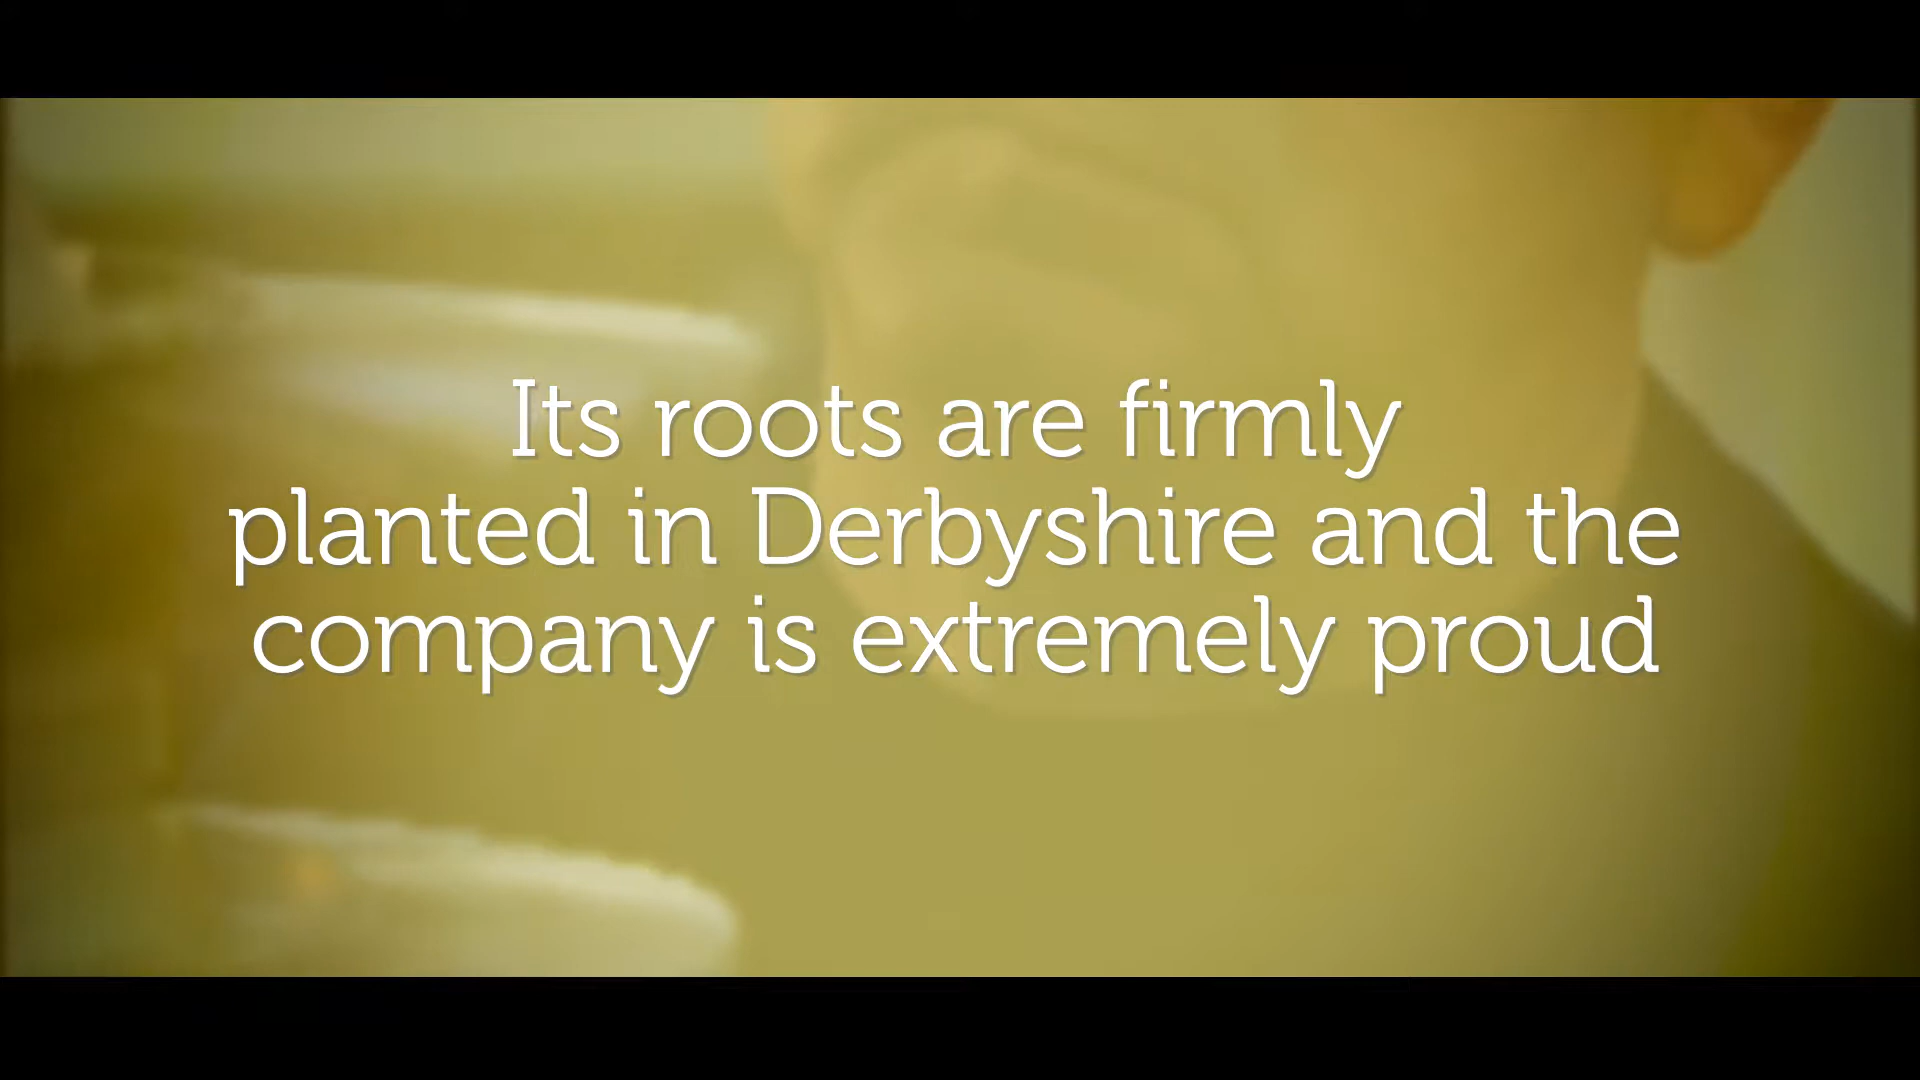 Its roots are firmly
planted in Derbyshire and the
company is extremely proud